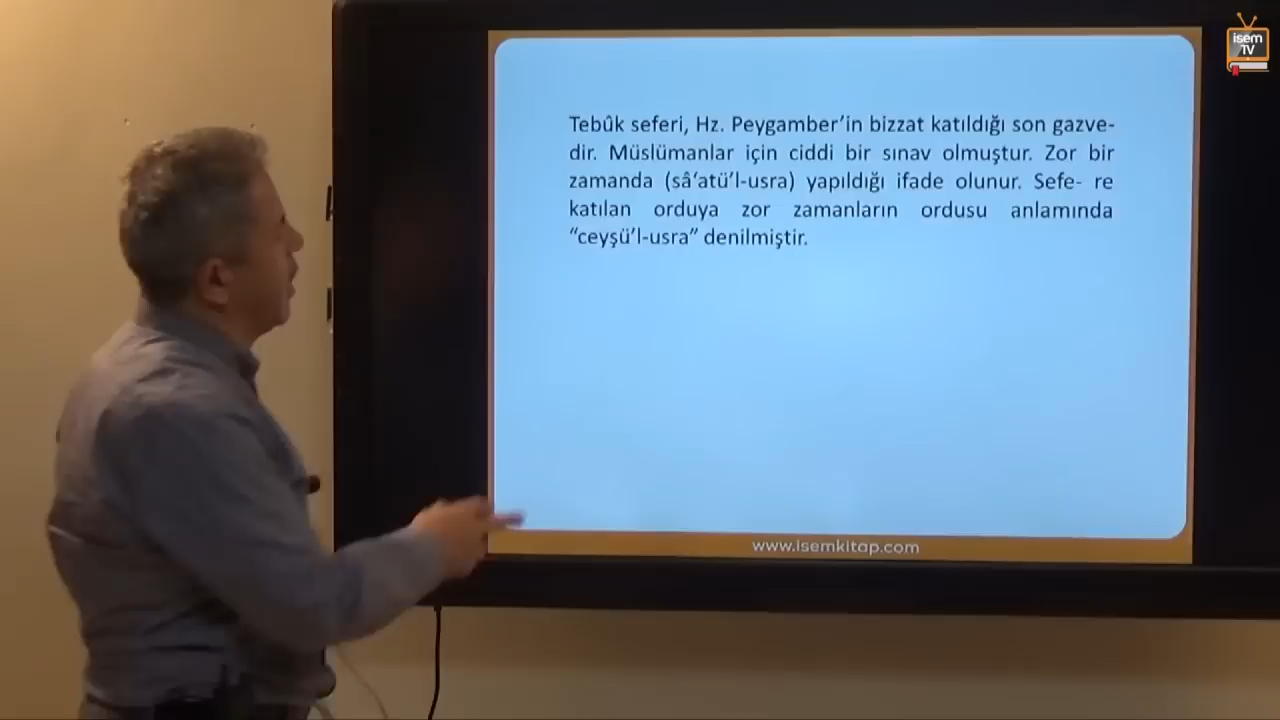 isem
TV
Tebûk seferi, Hz. Peygamber’in bizzat katıldığı son gazve-
dir. Müslümanlar için ciddi bir sınav olmuştur. Zor bir
zamanda (sâ‘atü’l-usra) yapıldığı ifade olunur. Sefe- re
katılan orduya zor zamanların ordusu anlamında
“ceyşü’l-usra” denilmiştir.
www.isemkitap.com